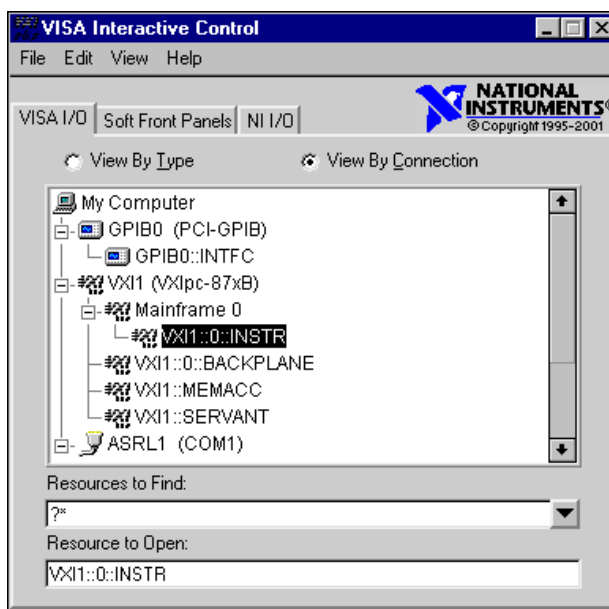 VISA Interactive Control
File Edit View Help
NATIONAL
INSTRUMENTS®
© Copyright 1995-2001
VISA I/O Soft Front Panels NI I/O
View By Type View By Connection
My Computer
GPIB0 (PCI-GPIB)
GPIB0::INTFC
VXI1 (VXIpc-87xB)
Mainframe 0
VXI1::0::INSTR
VXI1::0::BACKPLANE
VXI1::MEMACC
VXI1::SERVANT
ASRL1 (COM1)
Resources to Find:
?*
Resource to Open:
VXI1::0::INSTR